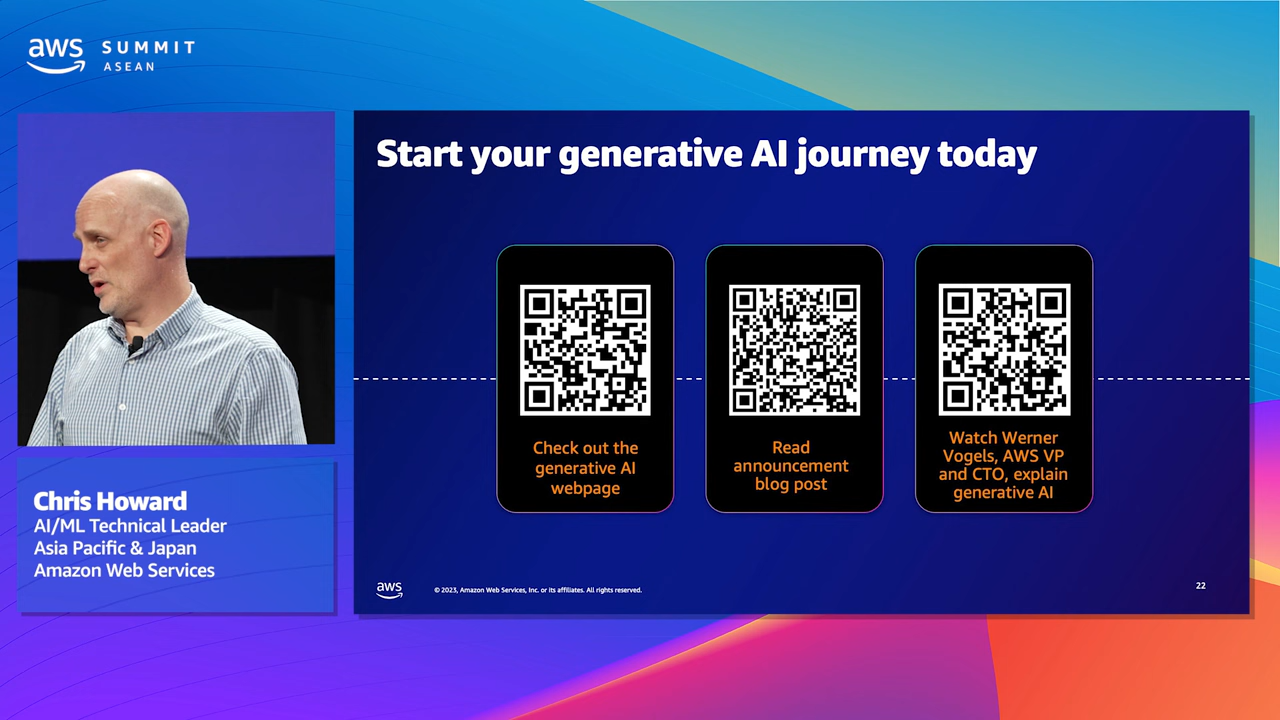 aws SUMMIT
ASEAN
Start your generative AI journey today
Check out the
generative AI
webpage
Read
announcement
blog post
Watch Werner
Vogels, AWS VP
and CTO, explain
generative AI
Chris Howard
AI/ML Technical Leader
Asia Pacific & Japan
Amazon Web Services
aws
© 2023, Amazon Web Services, Inc. or its affiliates. All rights reserved.
22